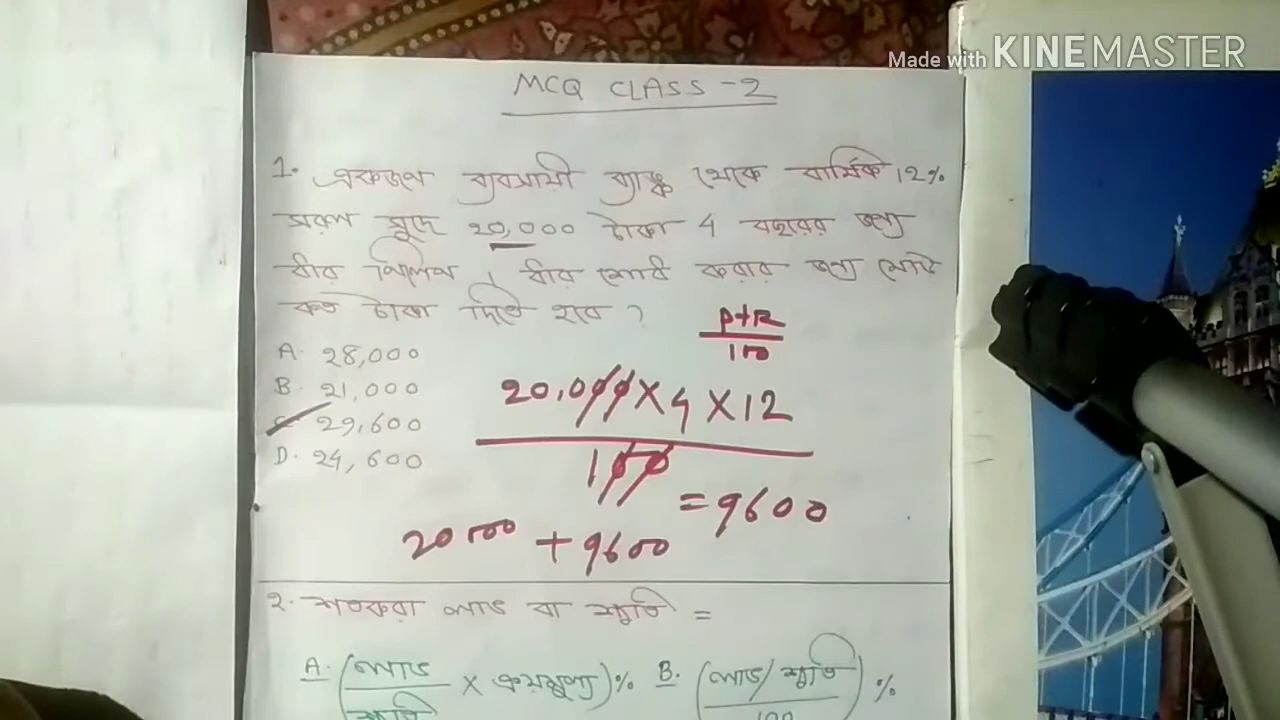 Made with KINEMASTER
MCQ CLASS -2
1. একজন ব্যবসায়ী ব্যাঙ্ক থেকে বার্ষিক 12%
সরল সুদে 20,000 টাকা 4 বছরের জন্য
ধার নিলেন । ধার শোধ করার জন্য মোট
কত টাকা দিতে হবে ?
A. 28,000
B. 21,000
C. 29,600
D. 24,600
P+R
100
20,000 X 4 X 12
100
= 9600
20000 + 9600
২. শতকরা লাভ বা ক্ষতি =
A. (লাভ/ক্ষতি X ক্রয়মূল্য)% B. (লাভ/ক্ষতি
100) %